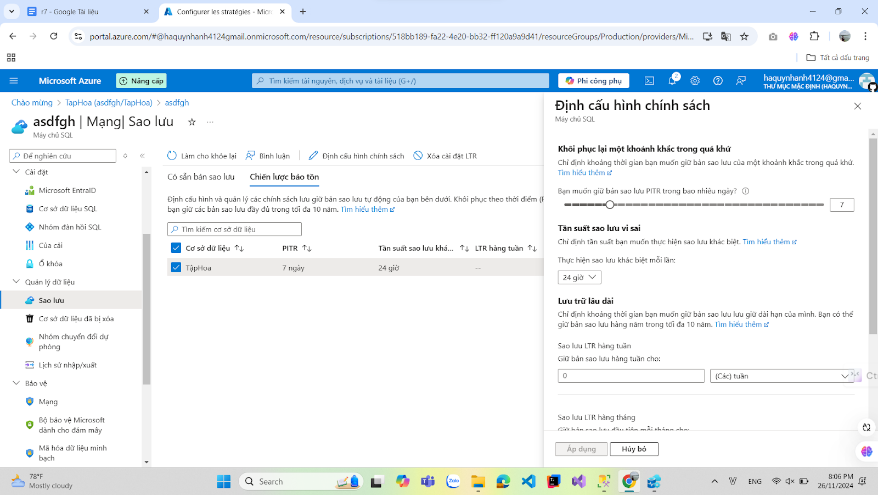 r7 - Google Tài liệu
Configurer les stratégies - Micro
portal.azure.com/#@haquynhanh4124gmail.onmicrosoft.com/resource/subscriptions/518bb189-fa22-4e20-bb32-ff120a9a9d41/resourceGroups/Production/providers/Mi...
Tất cả dấu trang
Microsoft Azure
Nâng cấp
Tìm kiếm tài nguyên, dịch vụ và tài liệu (G+/)
Phi công phụ
2
haquynhanh4124@gma...
THƯ MỤC MẶC ĐỊNH (HAQUYN...
Chào mừng > TapHoa (asdfgh/TapHoa) > asdfgh
asdfgh | Mạng| Sao lưu
Máy chủ SQL
Để nghiên cứu
Cài đặt
Microsoft EntraID
Cơ sở dữ liệu SQL
Nhóm đàn hồi SQL
Của cải
Ổ khóa
Quản lý dữ liệu
Sao lưu
Cơ sở dữ liệu đã bị xóa
Nhóm chuyển đổi dự
phòng
Lịch sử nhập/xuất
Bảo vệ
Mạng
Bộ bảo vệ Microsoft
dành cho đám mây
Mã hóa dữ liệu minh
bạch
Làm cho khỏe lại
Bình luận
Định cấu hình chính sách
Xóa cài đặt LTR
Có sẵn bản sao lưu
Chiến lược bảo tồn
Định cấu hình và quản lý các chính sách lưu giữ bản sao lưu tự động của bạn bên dưới. Khôi phục theo thời điểm
bạn giữ các bản sao lưu đầy đủ trong tối đa 10 năm. Tìm hiểu thêm
Tìm kiếm cơ sở dữ liệu
Cơ sở dữ liệu
PITR
Tần suất sao lưu khá...
LTR hàng tuần
TạpHoa
7 ngày
24 giờ
--
Định cấu hình chính sách
Máy chủ SQL
Khôi phục lại một khoảnh khắc trong quá khứ
Chỉ định khoảng thời gian bạn muốn giữ bản sao lưu của một khoảnh khắc trong quá khứ.
Tìm hiểu thêm
Bạn muốn giữ bản sao lưu PITR trong bao nhiêu ngày?
7
Tần suất sao lưu vi sai
Chỉ định tần suất bạn muốn thực hiện sao lưu khác biệt. Tìm hiểu thêm
Thực hiện sao lưu khác biệt mỗi lần:
24 giờ
Lưu trữ lâu dài
Chỉ định khoảng thời gian bạn muốn giữ bản sao lưu lưu giữ dài hạn của mình. Bạn có thể
giữ bản sao lưu hàng năm trong tối đa 10 năm. Tìm hiểu thêm
Sao lưu LTR hàng tuần
Giữ bản sao lưu hàng tuần cho:
0
(Các) tuần
Sao lưu LTR hàng tháng
Giữ bản sao lưu đầu tiên mỗi tháng cho:
Áp dụng
Hủy bỏ
Ct
78°F
Mostly cloudy
Search
Zalo
ENG
8:06 PM
26/11/2024